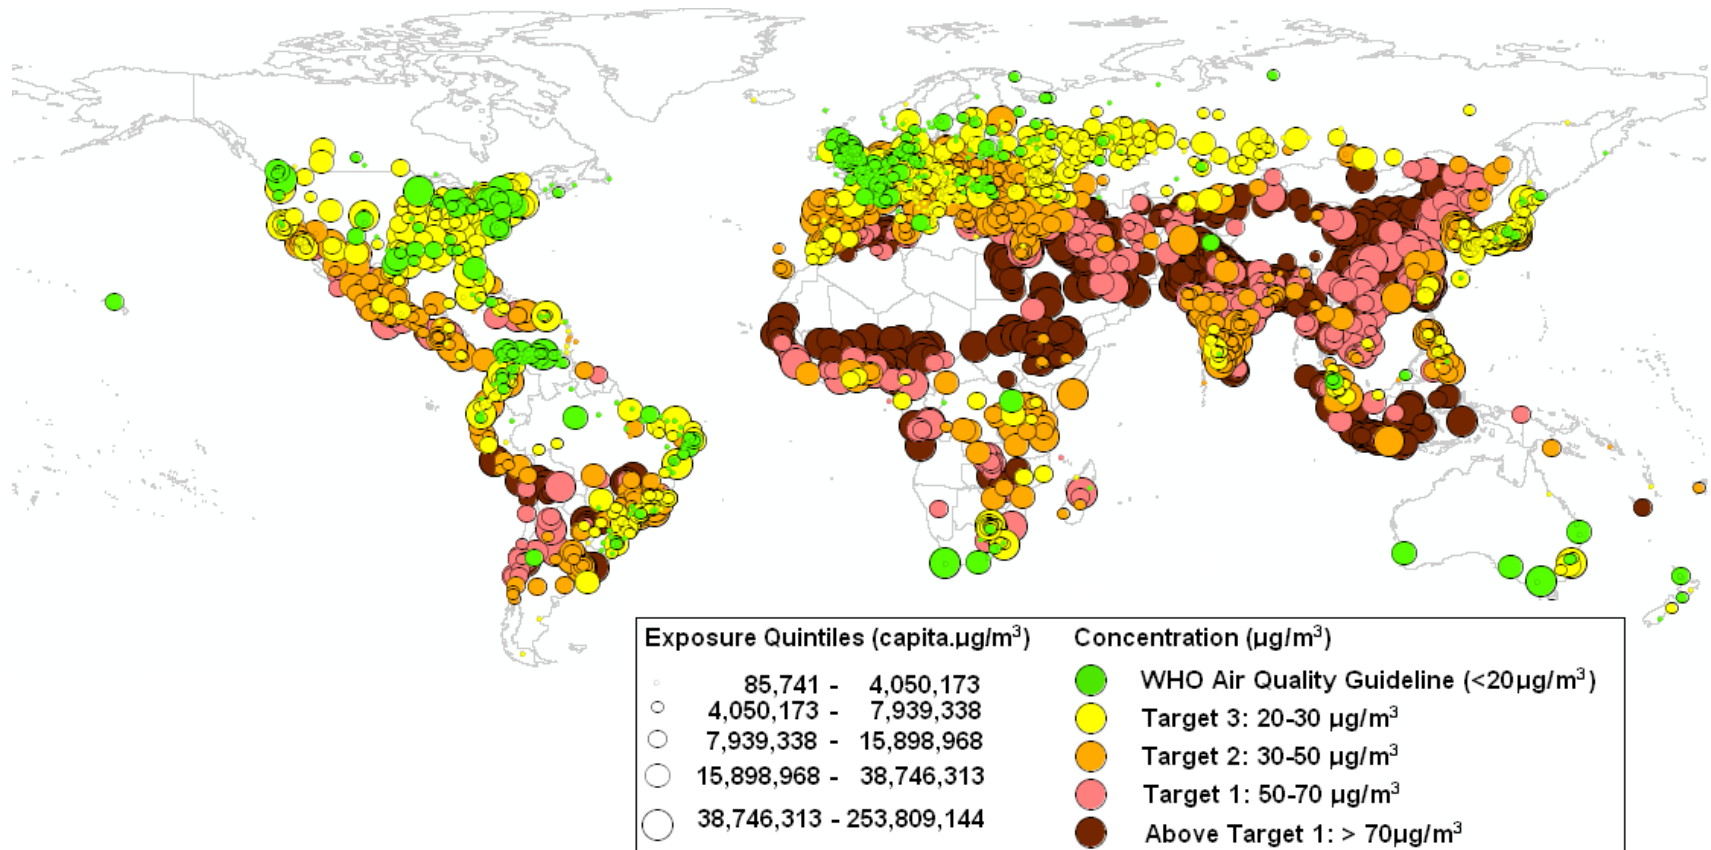 Exposure Quintiles (capita.µg/m³)
85,741 - 4,050,173
4,050,173 - 7,939,338
7,939,338 - 15,898,968
15,898,968 - 38,746,313
38,746,313 - 253,809,144
Concentration (µg/m³)
WHO Air Quality Guideline (<20µg/m³)
Target 3: 20-30 µg/m³
Target 2: 30-50 µg/m³
Target 1: 50-70 µg/m³
Above Target 1: > 70µg/m³